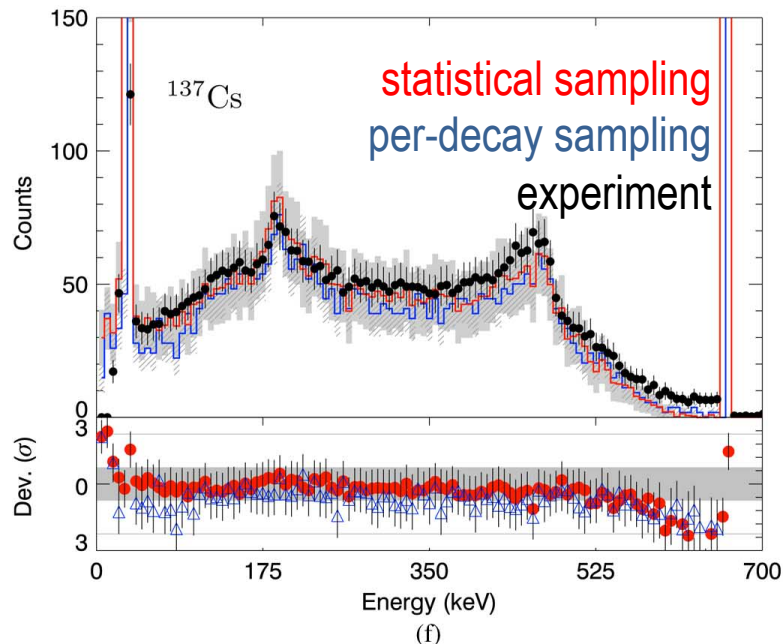 150
100
50
0
Counts
¹³⁷Cs
statistical sampling
per-decay sampling
experiment
3
0
3
Dev. (σ)
0 175 350 525 700
Energy (keV)
(f)